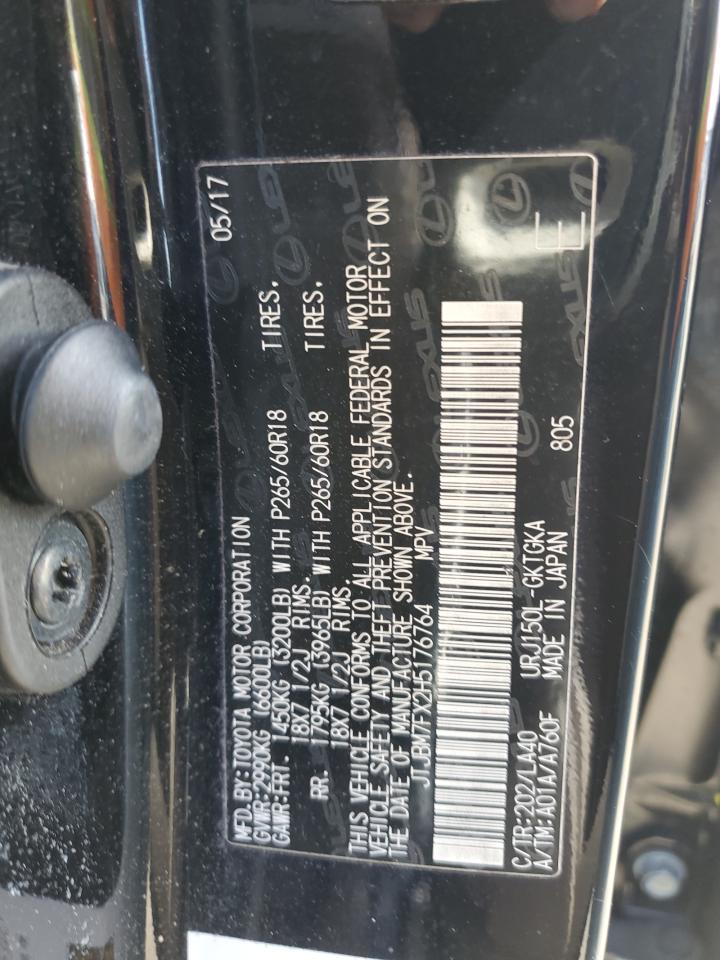 MFD.BY:TOYOTA MOTOR CORPORATION 05/17
GVWR:2990KG (6600LB)
GAWR:FRT. 1450KG (3200LB) WITH P265/60R18 TIRES.
18X7 1/2J RIMS.
RR. 1795KG (3965LB) WITH P265/60R18 TIRES.
18X7 1/2J RIMS.
THIS VEHICLE CONFORMS TO ALL APPLICABLE FEDERAL MOTOR
VEHICLE SAFETY AND THEFT PREVENTION STANDARDS IN EFFECT ON
THE DATE OF MANUFACTURE SHOWN ABOVE.
JTJBM7FX2H5176764 MPV
C/TR:202/LA40 URJ150L-GKTGKA
A/TM:A01A/A760F MADE IN JAPAN 805 E
LEXUS